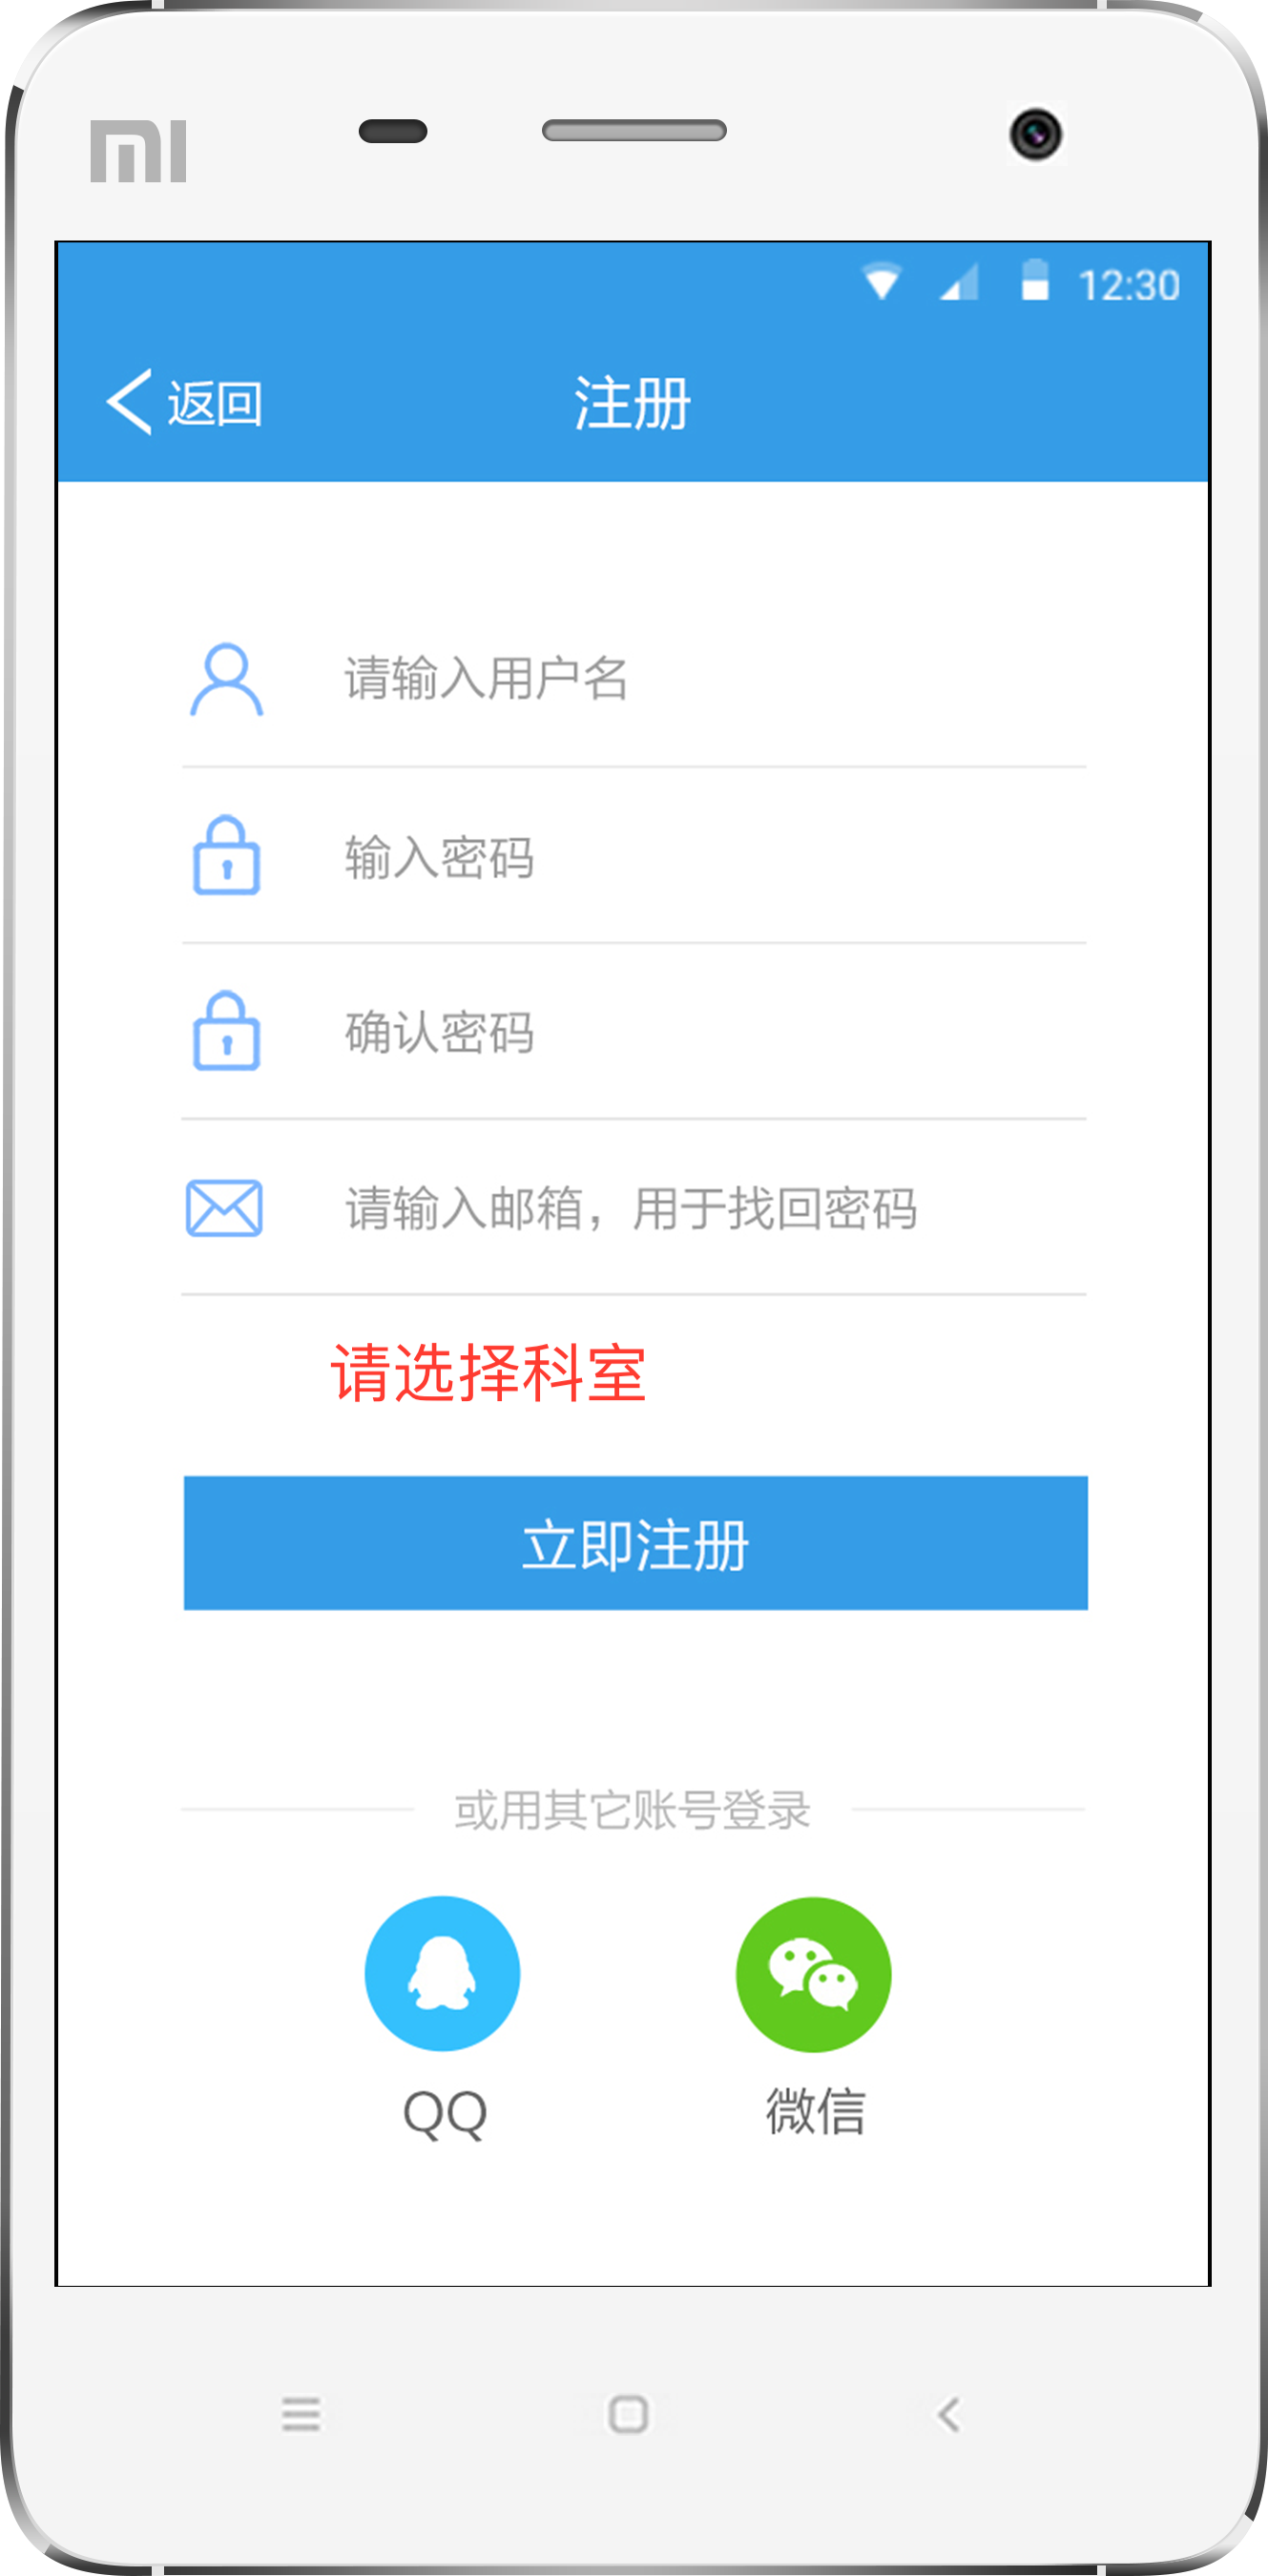 MI
12:30
返回
注册
请输入用户名
输入密码
确认密码
请输入邮箱，用于找回密码
请选择科室
立即注册
或用其它账号登录
QQ 微信